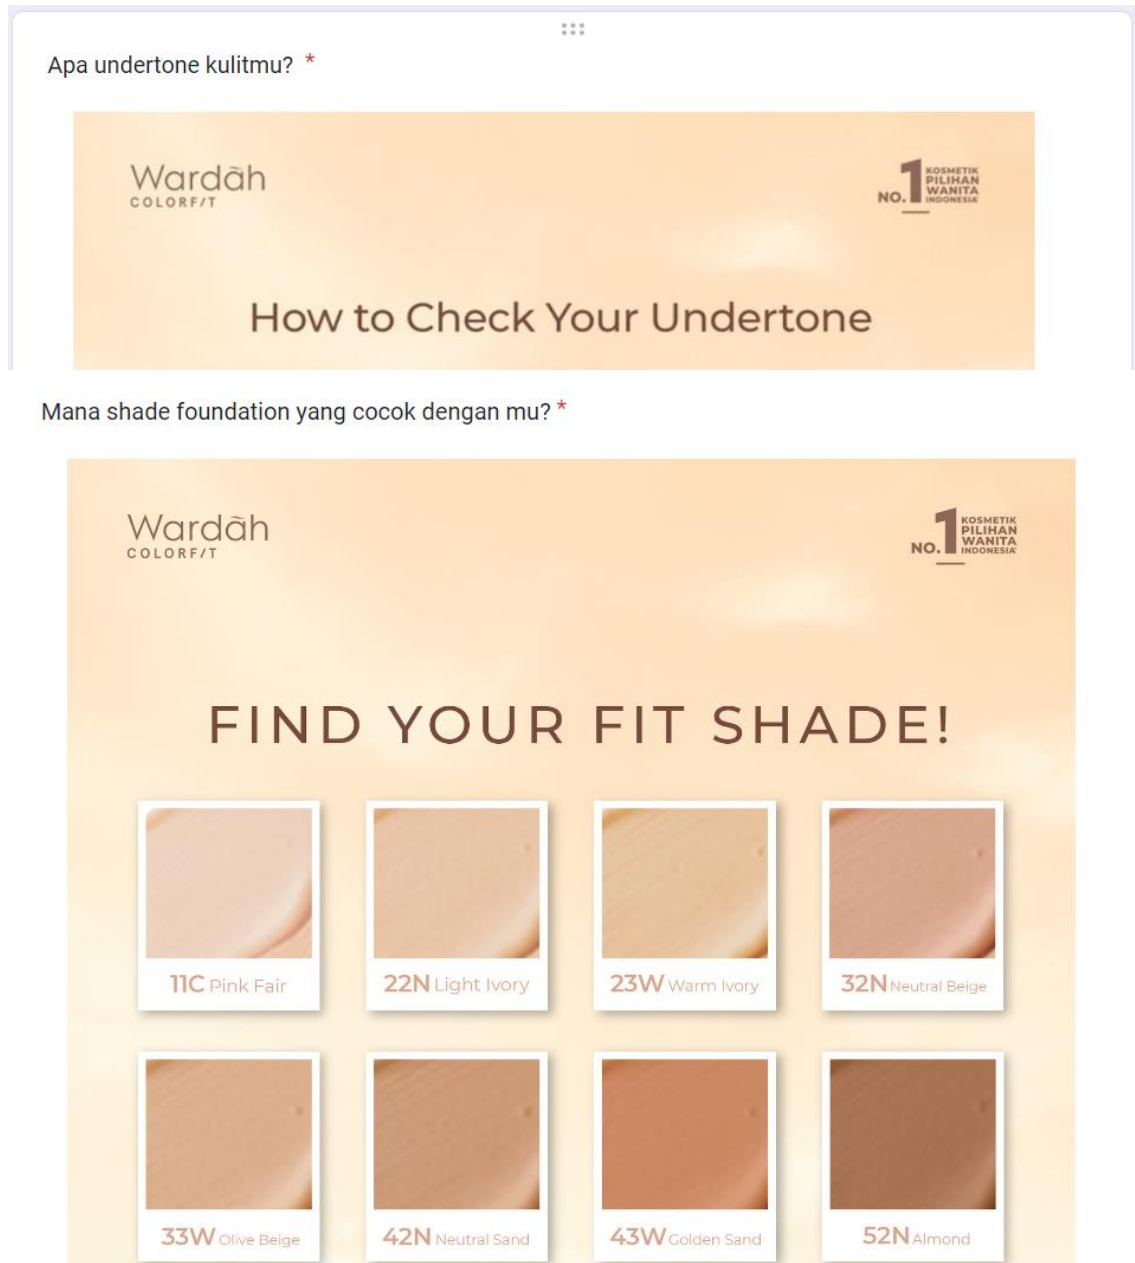 Apa undertone kulitmu? *
Wardāh
COLORF/T
NO.1 KOSMETIK
PILIHAN
WANITA
INDONESIA
How to Check Your Undertone
Mana shade foundation yang cocok dengan mu? *
Wardāh
COLORF/T
NO.1 KOSMETIK
PILIHAN
WANITA
INDONESIA
FIND YOUR FIT SHADE!
11C Pink Fair
22N Light Ivory
23W Warm Ivory
32N Neutral Beige
33W Olive Beige
42N Neutral Sand
43W Golden Sand
52N Almond